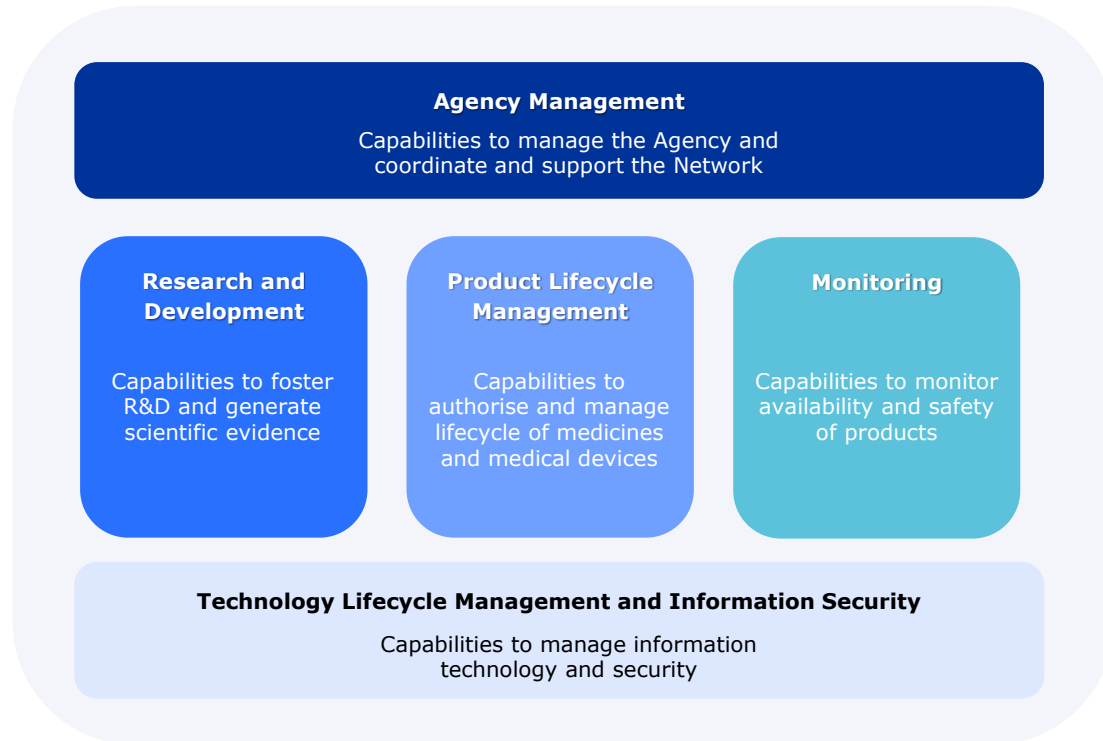 Agency Management
Capabilities to manage the Agency and
coordinate and support the Network
Research and
Development
Capabilities to foster
R&D and generate
scientific evidence
Product Lifecycle
Management
Capabilities to
authorise and manage
lifecycle of medicines
and medical devices
Monitoring
Capabilities to monitor
availability and safety
of products
Technology Lifecycle Management and Information Security
Capabilities to manage information
technology and security